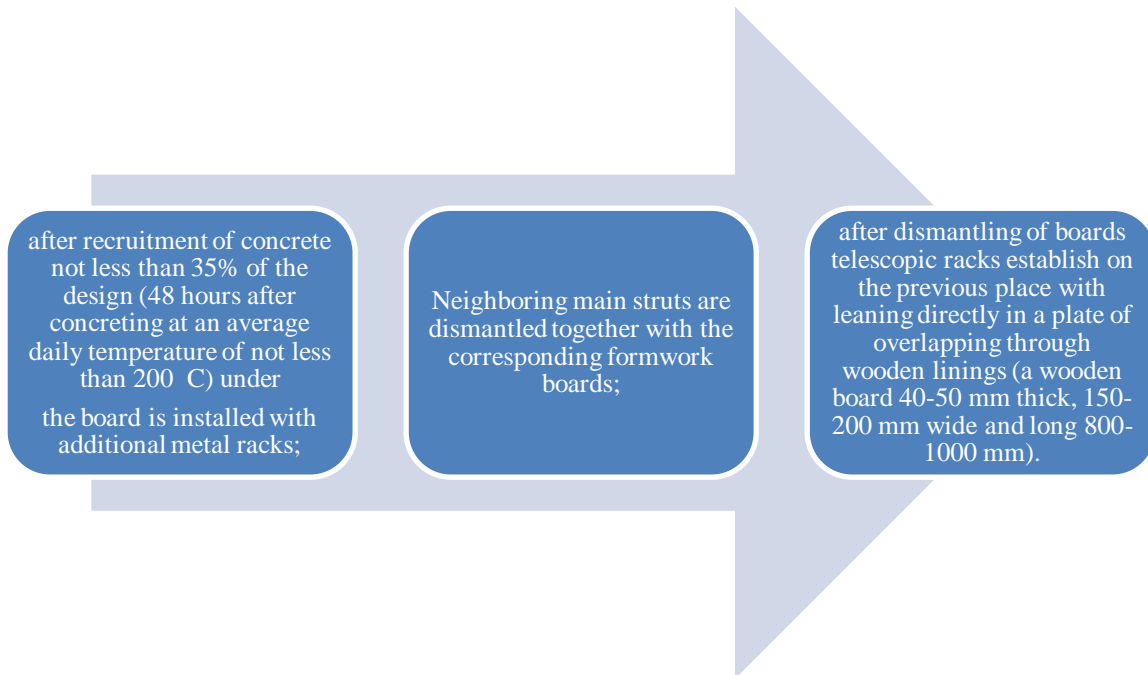 after recruitment of concrete
not less than 35% of the
design (48 hours after
concreting at an average
daily temperature of not less
than 200 C) under
the board is installed with
additional metal racks;
Neighboring main struts are
dismantled together with the
corresponding formwork
boards;
after dismantling of boards
telescopic racks establish on
the previous place with
leaning directly in a plate of
overlapping through
wooden linings (a wooden
board 40-50 mm thick, 150-
200 mm wide and long 800-
1000 mm).